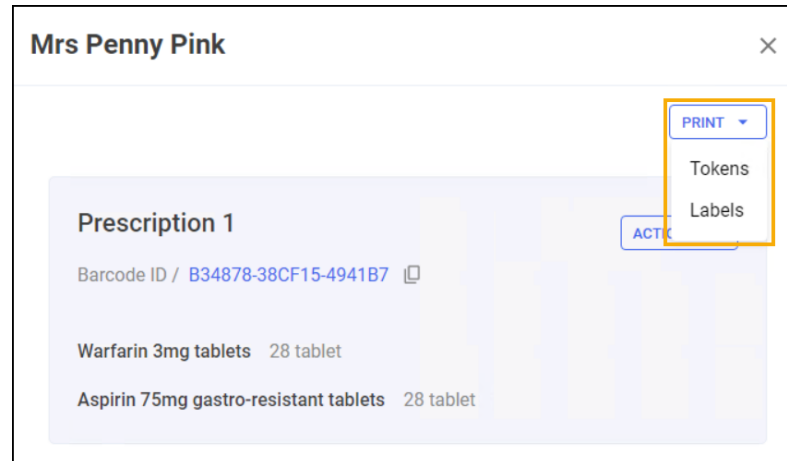 Mrs Penny Pink
PRINT
Tokens
Labels
Prescription 1
Barcode ID / B34878-38CF15-4941B7
Warfarin 3mg tablets 28 tablet
Aspirin 75mg gastro-resistant tablets 28 tablet